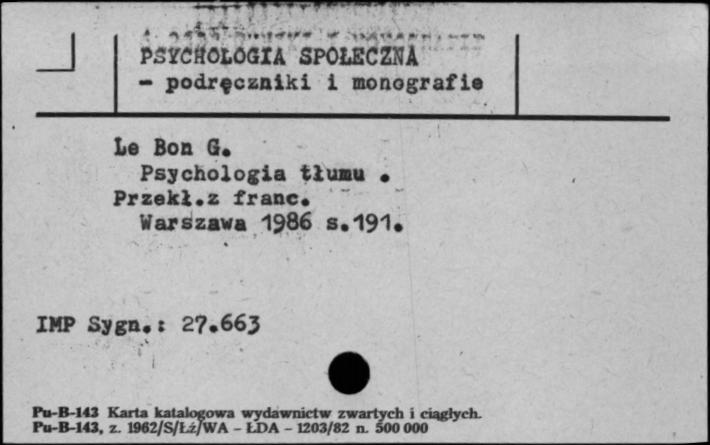 PSYCHOLOGIA SPOŁECZNA
- podręczniki i monografie
Le Bon G.
Psychologia tłumu .
Przekł.z franc.
Warszawa 1986 s.191.
IMP Sygn.: 27.663
Pu-B-143 Karta katalogowa wydawnictw zwartych i ciągłych.
Pu-B-143, z. 1962/S/Łź/WA - ŁDA - 1203/82 n. 500 000